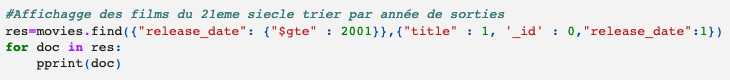 #Affichagge des films du 21eme siecle trier par année de sorties
res=movies.find({"release_date": {"$gte" : 2001}},{"title" : 1, '_id' : 0,"release_date":1})
for doc in res:
    pprint(doc)